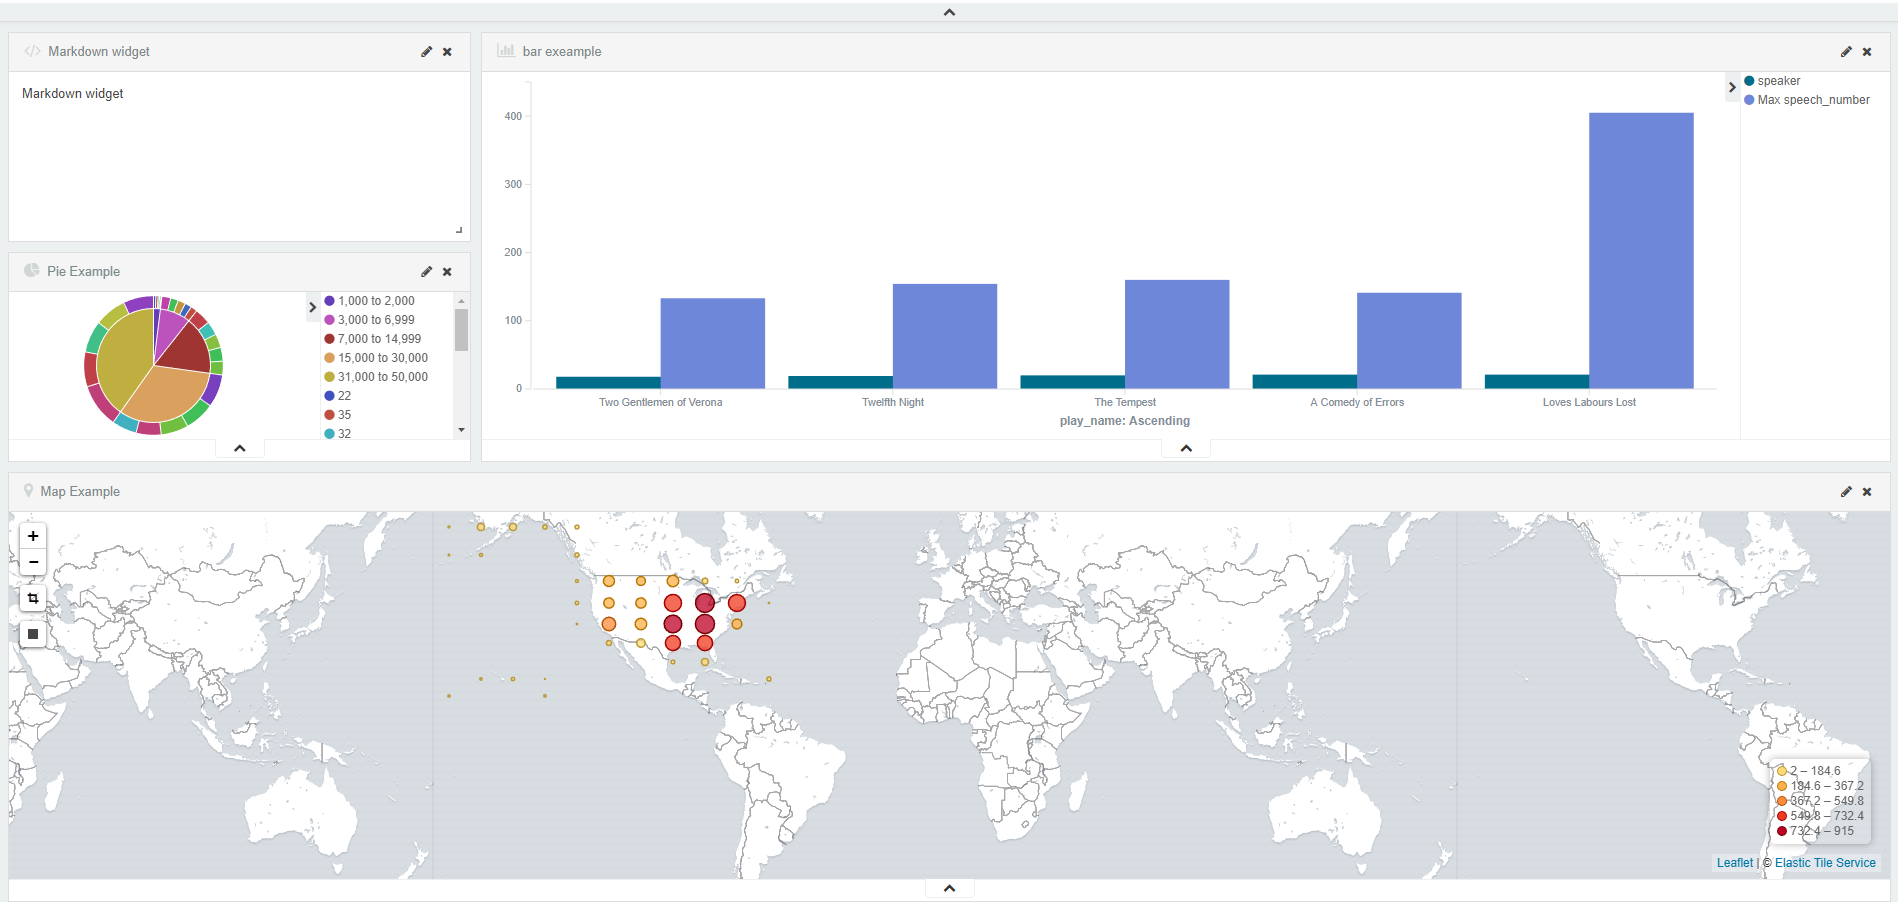 Markdown widget
Markdown widget
Pie Example
1,000 to 2,000
3,000 to 6,999
7,000 to 14,999
15,000 to 30,000
31,000 to 50,000
22
35
32
bar exeample
400
300
200
100
0
Two Gentlemen of Verona
Twelfth Night
The Tempest
A Comedy of Errors
Loves Labours Lost
play_name: Ascending
speaker
Max speech_number
Map Example
+
−
2 – 184.6
184.6 – 367.2
367.2 – 549.8
549.8 – 732.4
732.4 – 915
Leaflet | © Elastic Tile Service